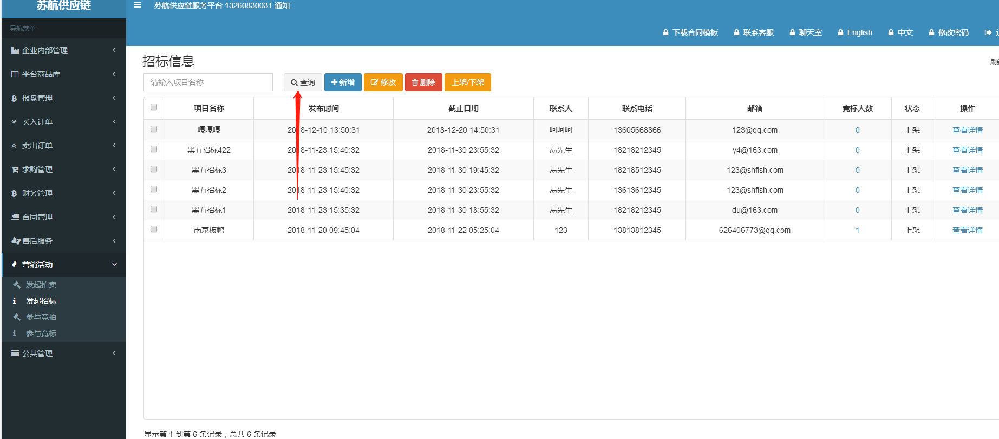 苏航供应链
苏航供应链服务平台 13260830031 通知:
下载合同模板 联系客服 聊天室 English 中文 修改密码
导航菜单
企业内部管理
平台商品库
报盘管理
买入订单
卖出订单
求购管理
财务管理
合同管理
售后服务
营销活动
发起拍卖
发起招标
参与竞拍
参与竞标
公共管理
招标信息
请输入项目名称 查询 新增 修改 删除 上架/下架
项目名称 发布时间 截止日期 联系人 联系电话 邮箱 竞标人数 状态 操作
嘎嘎嘎 2018-12-10 13:50:31 2018-12-20 14:50:31 呵呵呵 13605668866 123@qq.com 0 上架 查看详情
黑五招标422 2018-11-23 15:40:32 2018-11-30 23:55:32 易先生 18218212345 y4@163.com 0 上架 查看详情
黑五招标3 2018-11-23 15:45:32 2018-11-30 19:45:32 易先生 18218512345 123@shfish.com 0 上架 查看详情
黑五招标2 2018-11-23 15:40:32 2018-11-30 23:55:32 易先生 13613612345 123@shfish.com 0 上架 查看详情
黑五招标1 2018-11-23 15:35:32 2018-11-30 18:55:32 易先生 18218212345 du@163.com 0 上架 查看详情
南京板鸭 2018-11-20 09:45:04 2018-11-22 05:25:04 123 13813812345 626406773@qq.com 1 上架 查看详情
显示第 1 到第 6 条记录，总共 6 条记录